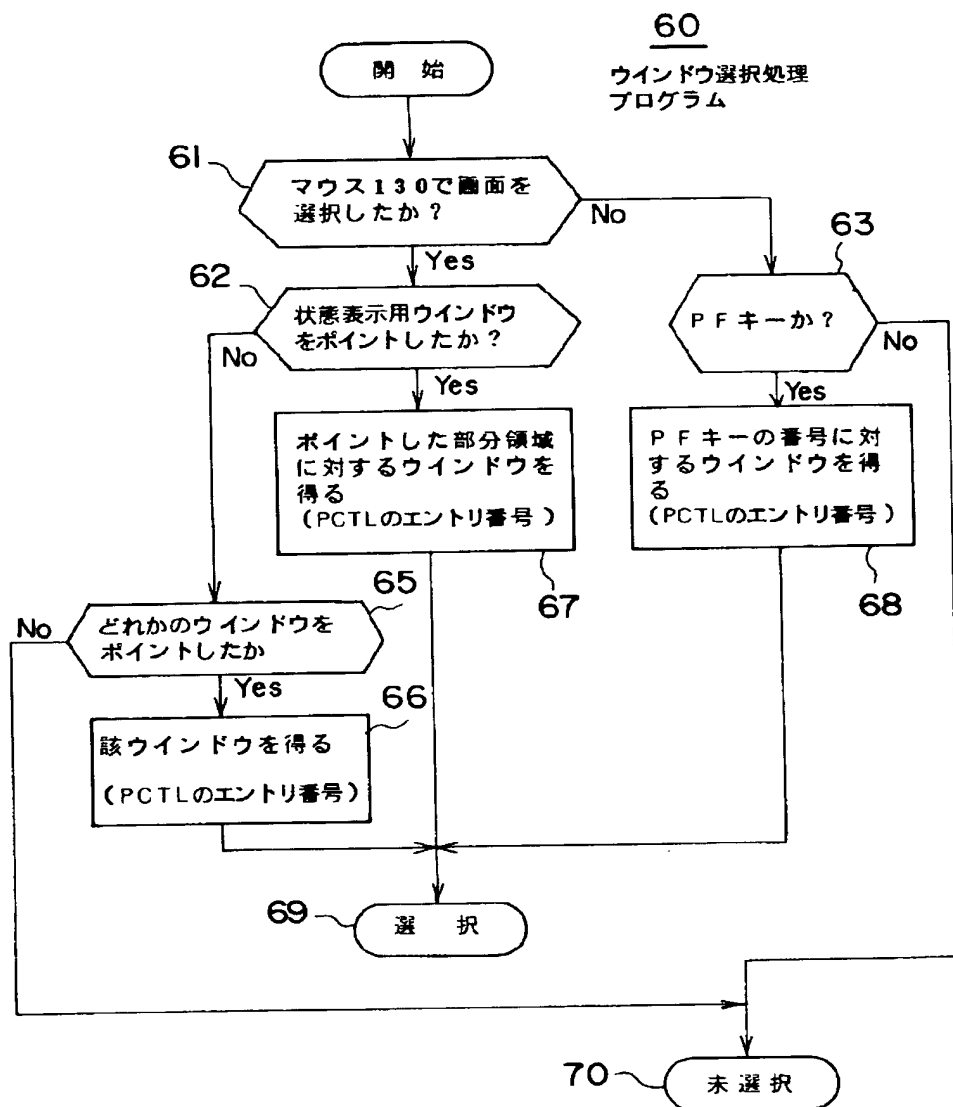 60
ウインドウ選択処理
プログラム
開 始
61
マウス130で画面を
選択したか?
No
Yes
63
PFキーか?
No
Yes
62
状態表示用ウインドウ
をポイントしたか?
No
Yes
ポイントした部分領域
に対するウインドウを
得る
(PCTLのエントリ番号)
67
PFキーの番号に対
するウインドウを得
る
(PCTLのエントリ番号)
68
65
どれかのウインドウを
ポイントしたか
No
Yes
66
該ウインドウを得る
(PCTLのエントリ番号)
69
選 択
70
未選択